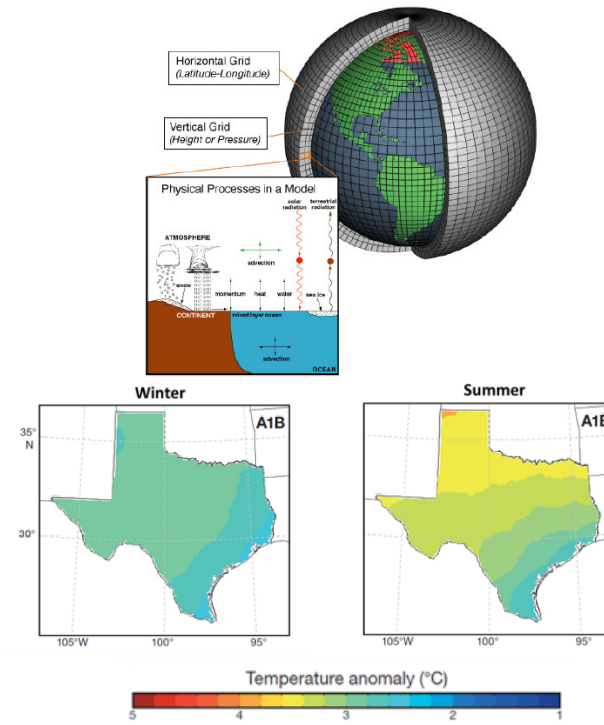 Horizontal Grid
(Latitude-Longitude)
Vertical Grid
(Height or Pressure)
Physical Processes in a Model
solar
radiation
terrestrial
radiation
ATMOSPHERE
advection
snow
momentum
heat
water
sea ice
CONTINENT
mixed layer ocean
advection
OCEAN
Winter
Summer
A1B
A1B
35°
N
30°
105°W
100°
95°
105°W
100°
95°
Temperature anomaly (°C)
5
4
3
2
1